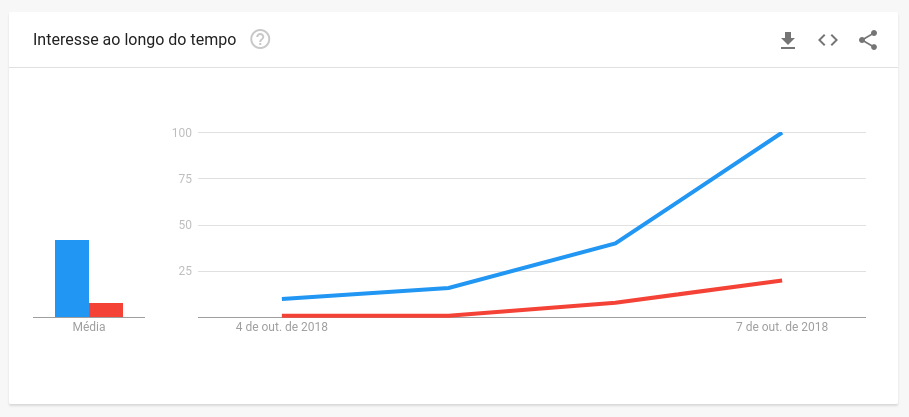 Interesse ao longo do tempo ?
100
75
50
25
Média
4 de out. de 2018
7 de out. de 2018